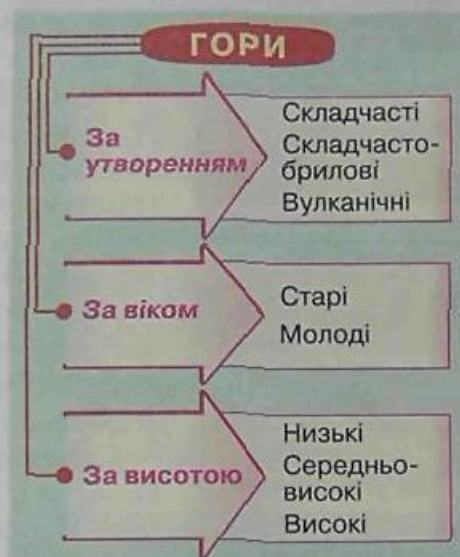 ГОРИ
За
утворенням
Складчасті
Складчасто-
брилові
Вулканічні
За віком
Старі
Молоді
За висотою
Низькі
Середньо-
високі
Високі